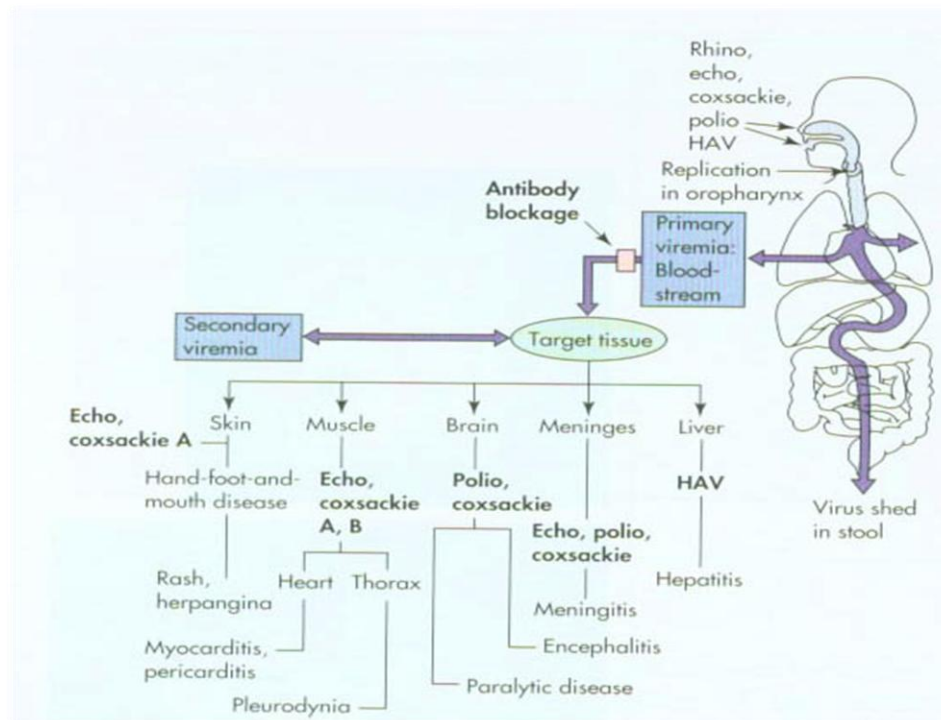 Rhino,
echo,
coxsackie,
polio
HAV
Replication
in oropharynx
Antibody
blockage
Primary
viremia:
Blood-
stream
Secondary
viremia
Target tissue
Echo,
coxsackie A
Skin
Muscle
Brain
Meninges
Liver
Hand-foot-and-
mouth disease
Echo,
coxsackie
A, B
Polio,
coxsackie
Echo, polio,
coxsackie
HAV
Virus shed
in stool
Rash,
herpangina
Heart
Thorax
Meningitis
Hepatitis
Myocarditis,
pericarditis
Encephalitis
Paralytic disease
Pleurodynia